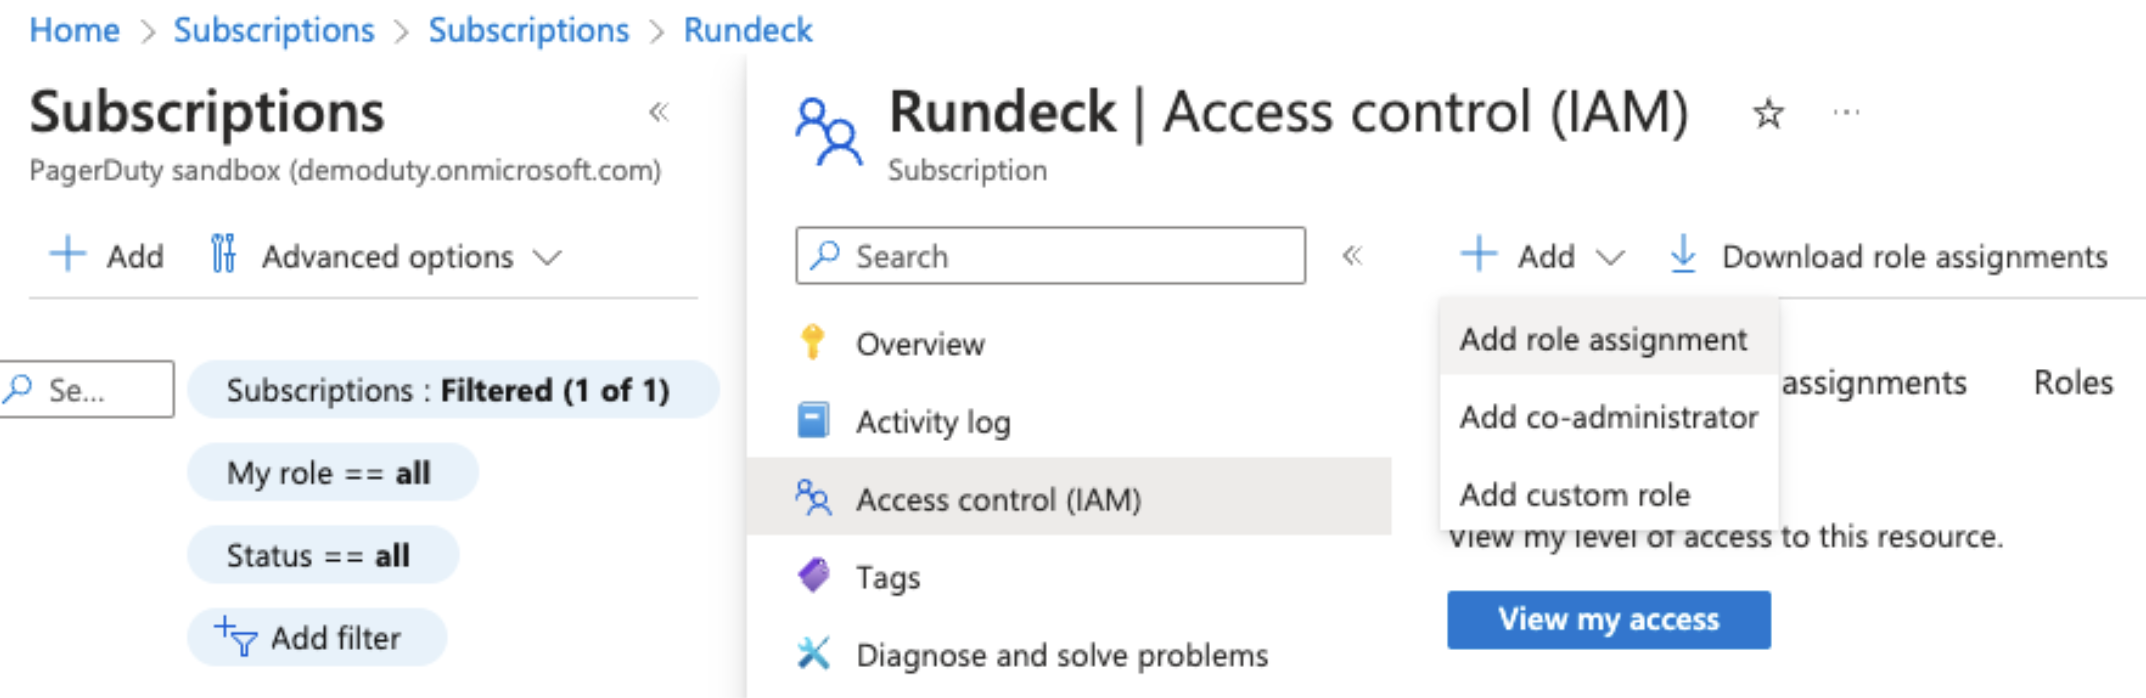 Home > Subscriptions > Subscriptions > Rundeck
Subscriptions «
PagerDuty sandbox (demoduty.onmicrosoft.com)
+ Add Advanced options
Se...
Subscriptions : Filtered (1 of 1)
My role == all
Status == all
Add filter
Rundeck | Access control (IAM) ☆ ...
Subscription
Search «
Overview
Activity log
Access control (IAM)
Tags
Diagnose and solve problems
+ Add Download role assignments
Add role assignment
Add co-administrator
Add custom role
assignments Roles
View my level of access to this resource.
View my access